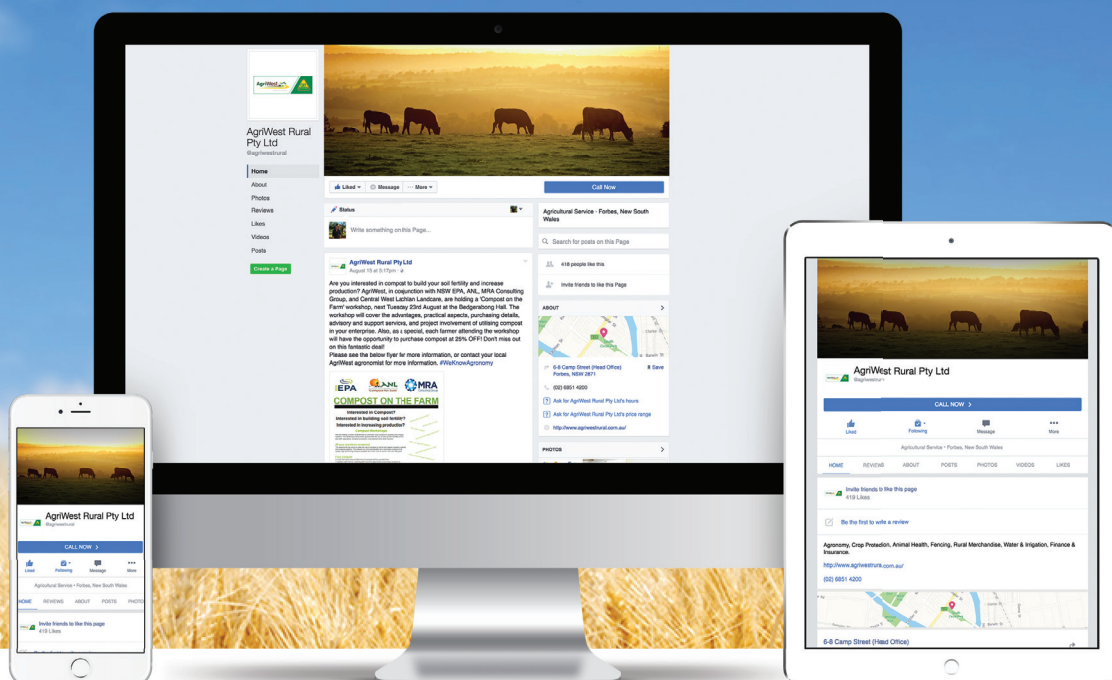 AgriWest
AgriWest Rural
Pty Ltd
@agriwestrural
Home
About
Photos
Reviews
Likes
Videos
Posts
Create a Page
Liked
Message
More
Call Now
Status
Write something on this Page...
AgriWest Rural Pty Ltd
August 15 at 5:17pm
Are you interested in compost to build your soil fertility and increase
production? AgriWest, in conjunction with NSW EPA, ANL, MRA Consulting
Group, and Central West Lachlan Landcare, are holding a 'Compost on the
Farm' workshop, next Tuesday 23rd August at the Bedgerabong Hall. The
workshop will cover the advantages, practical aspects, purchasing details,
advisory and support services, and project involvement of utilising compost
in your enterprise. Also, as a special, each farmer attending the workshop
will have the opportunity to purchase compost at 25% OFF! Don't miss out
on this fantastic deal!
Please see the below flyer for more information, or contact your local
AgriWest agronomist for more information. #WeKnowAgronomy
EPA
ANL
MRA
COMPOST ON THE FARM
Interested in Compost?
Interested in building soil fertility?
Interested in increasing production?
Compost Workshops
Agricultural Service - Forbes, New South
Wales
Search for posts on this Page
418 people like this
Invite friends to like this Page
ABOUT
6-8 Camp Street (Head Office)
Forbes, NSW 2871
Save
(02) 6851 4200
Ask for AgriWest Rural Pty Ltd's hours
Ask for AgriWest Rural Pty Ltd's price range
http://www.agriwestrural.com.au/
PHOTOS
AgriWest Rural Pty Ltd
@agriwestrural
CALL NOW
Liked
Following
Message
More
Agricultural Service • Forbes, New South Wales
HOME
REVIEWS
ABOUT
POSTS
PHOTO
Invite friends to like this page
419 Likes
AgriWest Rural Pty Ltd
CALL NOW
Liked
Following
Message
More
Agricultural Service • Forbes, New South Wales
HOME
REVIEWS
ABOUT
POSTS
PHOTOS
VIDEOS
LIKES
Invite friends to like this page
419 Likes
Be the first to write a review
Agronomy, Crop Protection, Animal Health, Fencing, Rural Merchandise, Water & Irrigation, Finance &
Insurance.
http://www.agriwestrura.com.au/
(02) 6851 4200
6-8 Camp Street (Head Office)